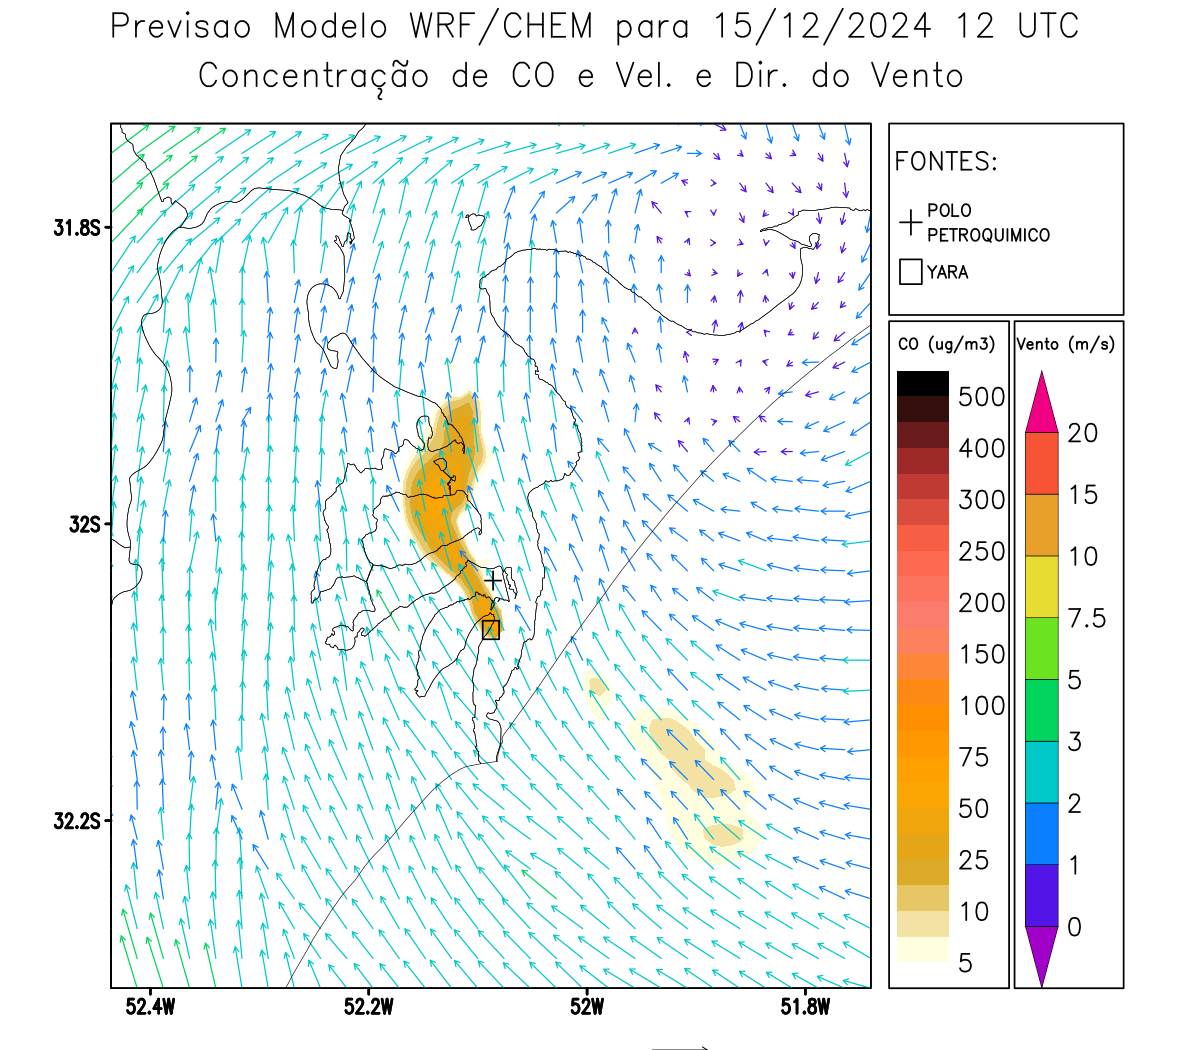 Previsao Modelo WRF/CHEM para 15/12/2024 12 UTC
Concentração de CO e Vel. e Dir. do Vento
FONTES:
POLO
PETROQUIMICO
YARA
CO (ug/m3)
500
400
300
250
200
150
100
75
50
25
10
5
Vento (m/s)
20
15
10
7.5
5
3
2
1
0
31.8S
32S
32.2S
52.4W
52.2W
52W
51.8W